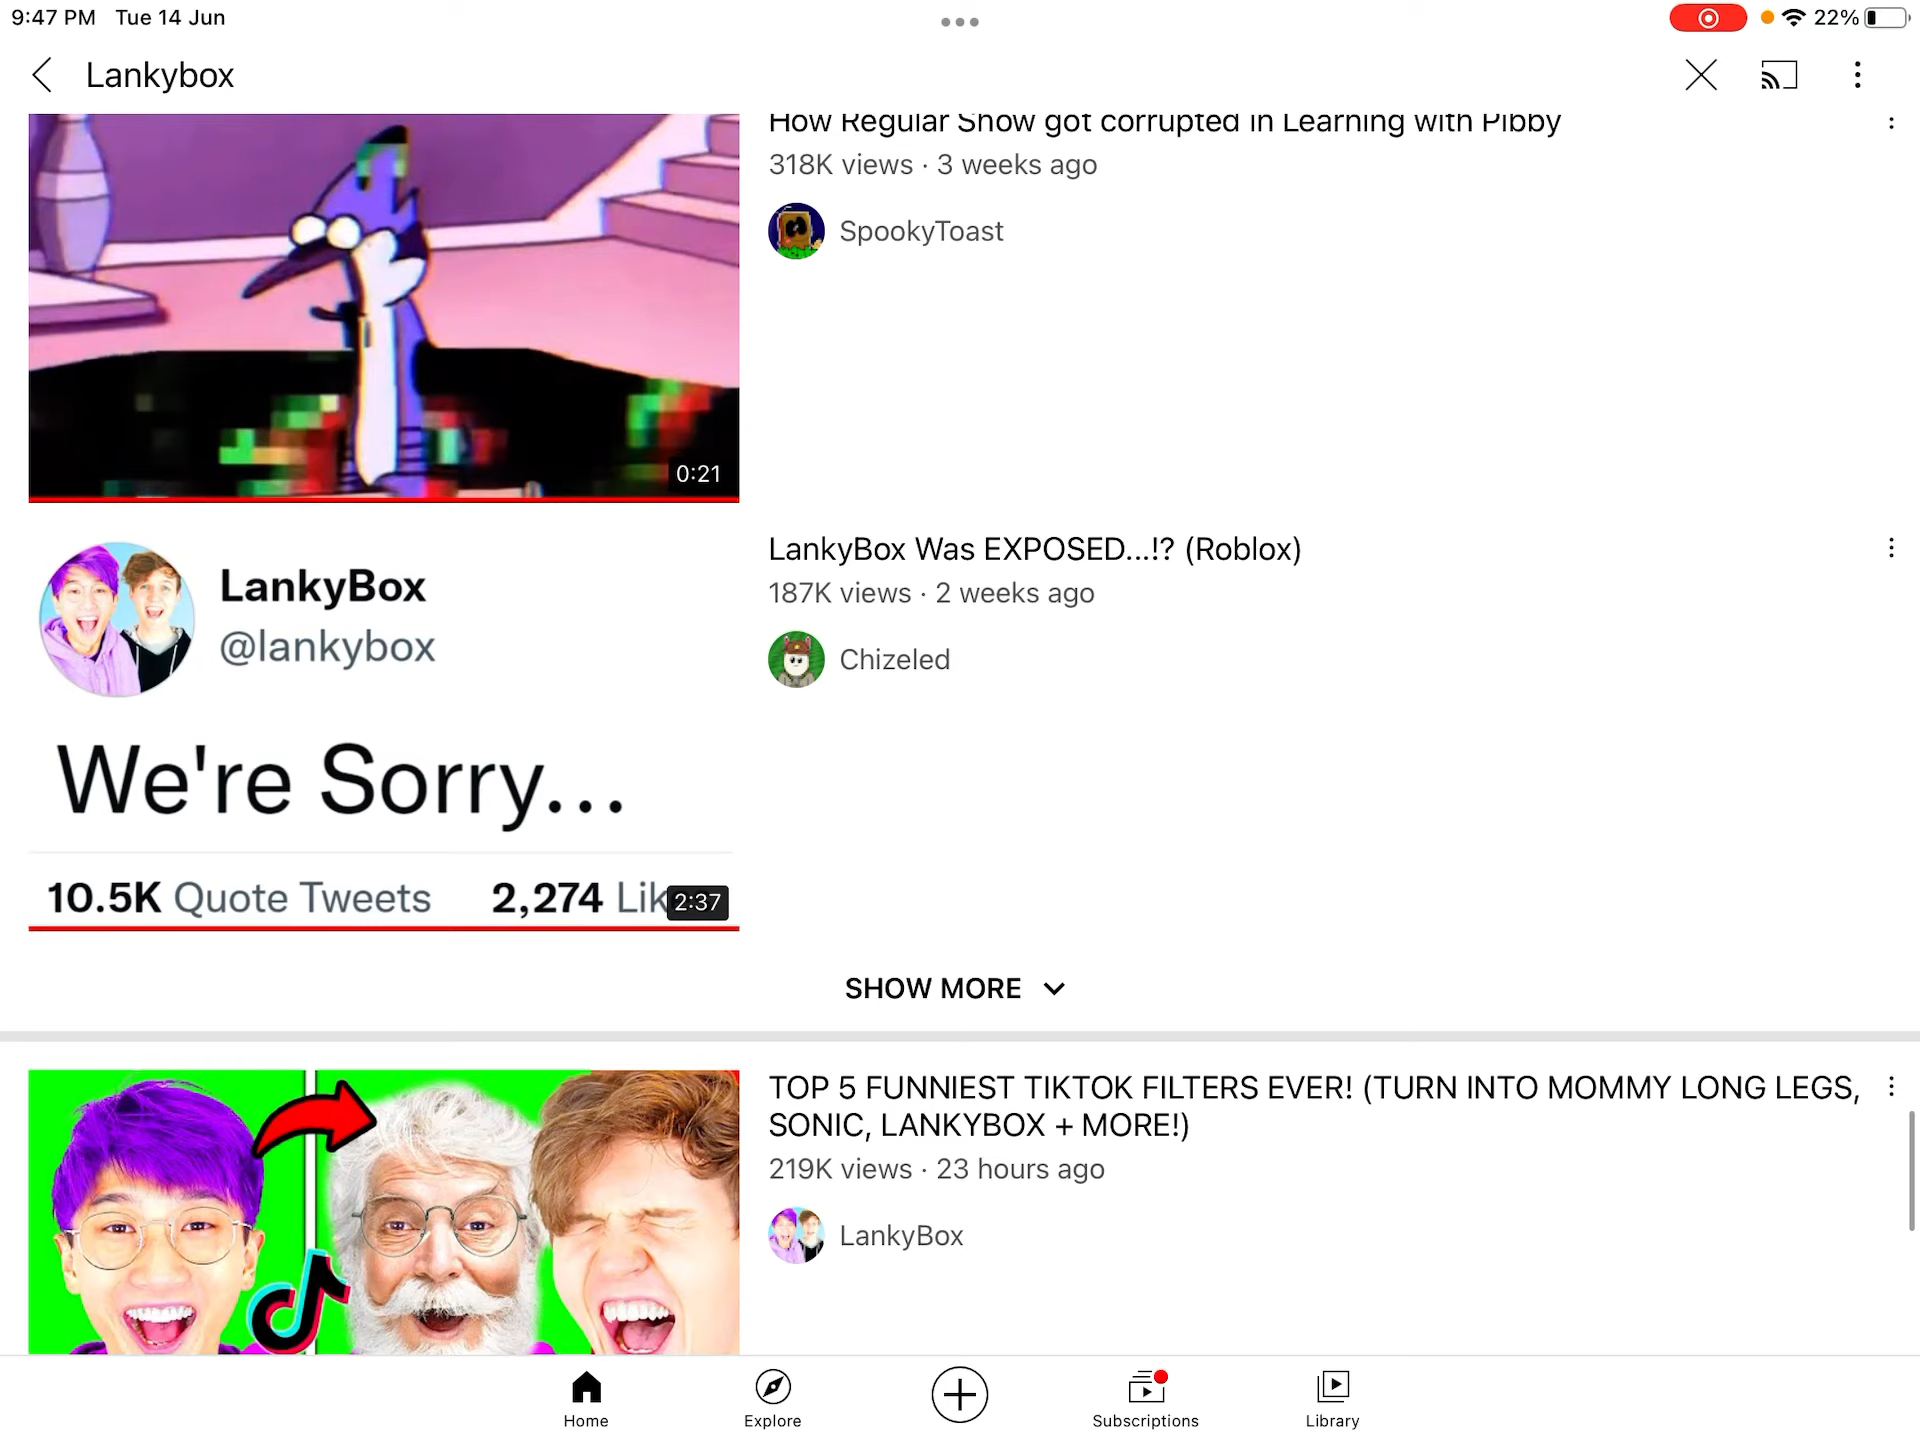 9:47 PM Tue 14 Jun
22%
Lankybox
How Regular Show got corrupted in Learning with Pibby
318K views · 3 weeks ago
SpookyToast
0:21
LankyBox
@lankybox
We're Sorry...
10.5K Quote Tweets 2,274 Lik
2:37
LankyBox Was EXPOSED...!? (Roblox)
187K views · 2 weeks ago
Chizeled
SHOW MORE
TOP 5 FUNNIEST TIKTOK FILTERS EVER! (TURN INTO MOMMY LONG LEGS,
SONIC, LANKYBOX + MORE!)
219K views · 23 hours ago
LankyBox
Home
Explore
Subscriptions
Library